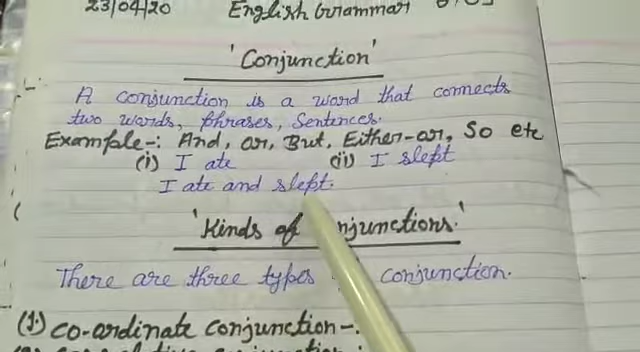 23/04/20 English Grammar
'Conjunction'
A conjunction is a word that connects
two words, phrases, sentences.
Example-: And, or, But, Either-or, So etc
(i) I ate (ii) I slept
I ate and slept.
'Kinds of njunctions.'
There are three types conjunction.
(1.) co-ordinate conjunction-.